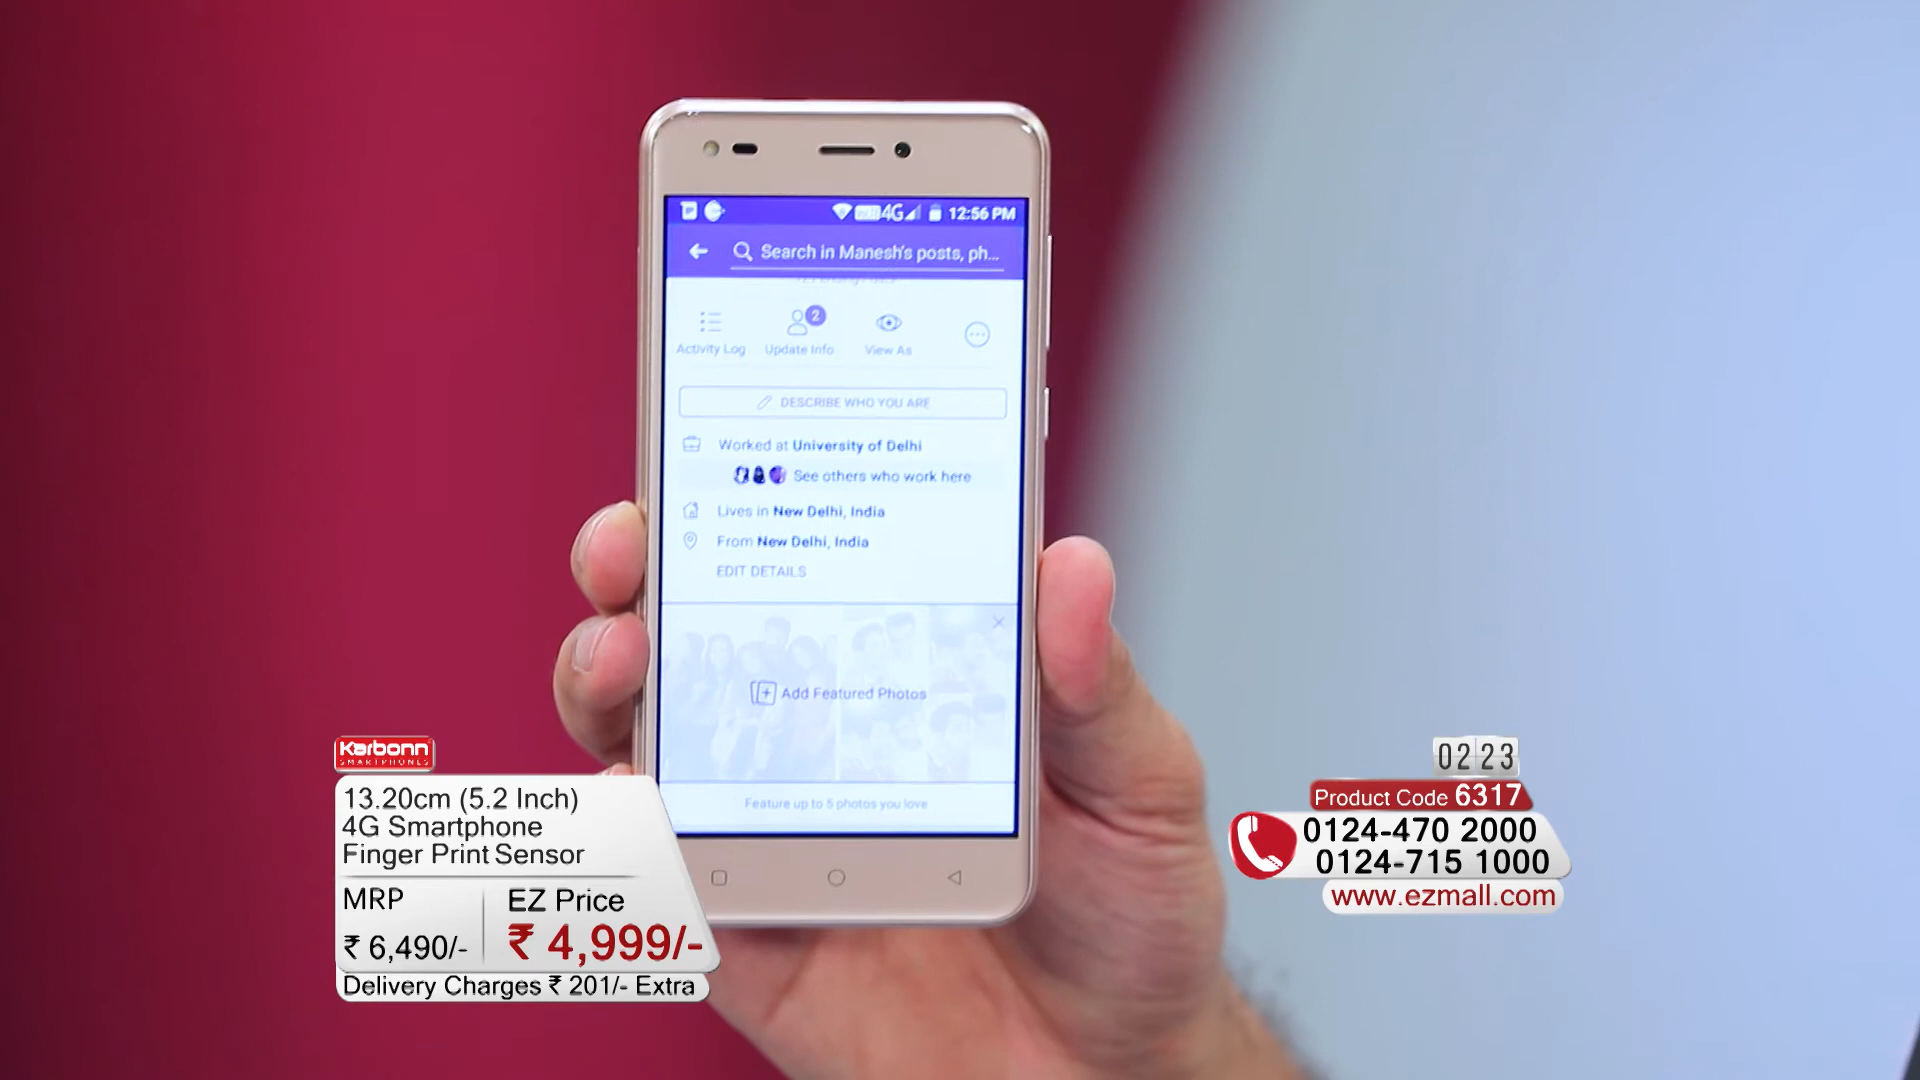 4G 12:56 PM
Search in Manesh's posts, ph...
2
Activity Log Update Info View As
DESCRIBE WHO YOU ARE
Worked at University of Delhi
See others who work here
Lives in New Delhi, India
From New Delhi, India
EDIT DETAILS
Add Featured Photos
Feature up to 5 photos you love
Karbonn
SMARTPHONES
13.20cm (5.2 Inch)
4G Smartphone
Finger Print Sensor
MRP
₹ 6,490/-
EZ Price
₹ 4,999/-
Delivery Charges ₹ 201/- Extra
02 23
Product Code 6317
0124-470 2000
0124-715 1000
www.ezmall.com